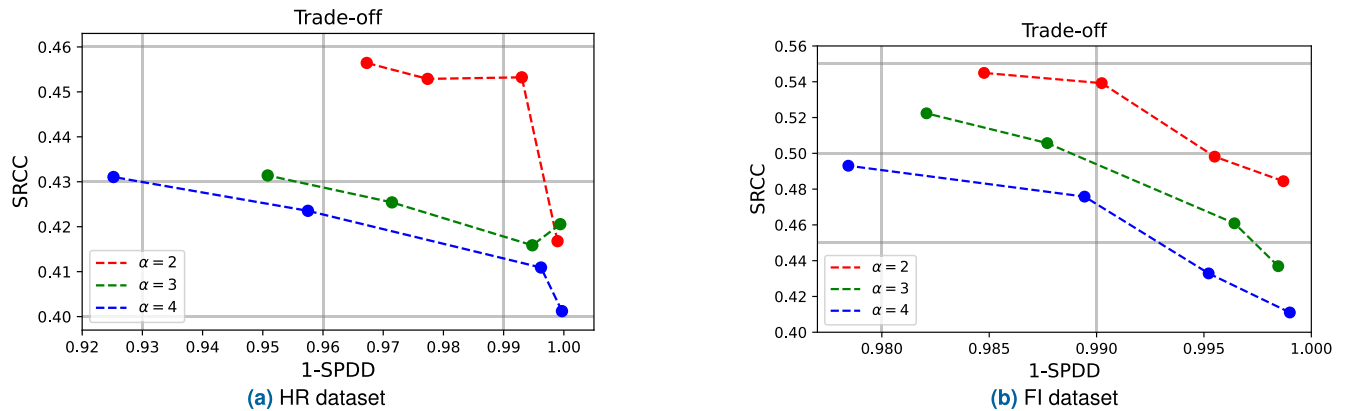 Trade-off
SRCC
0.46
0.45
0.44
0.43
0.42
0.41
0.40
α = 2
α = 3
α = 4
0.92 0.93 0.94 0.95 0.96 0.97 0.98 0.99 1.00
1-SPDD
(a) HR dataset
Trade-off
SRCC
0.56
0.54
0.52
0.50
0.48
0.46
0.44
0.42
0.40
α = 2
α = 3
α = 4
0.980 0.985 0.990 0.995 1.000
1-SPDD
(b) FI dataset